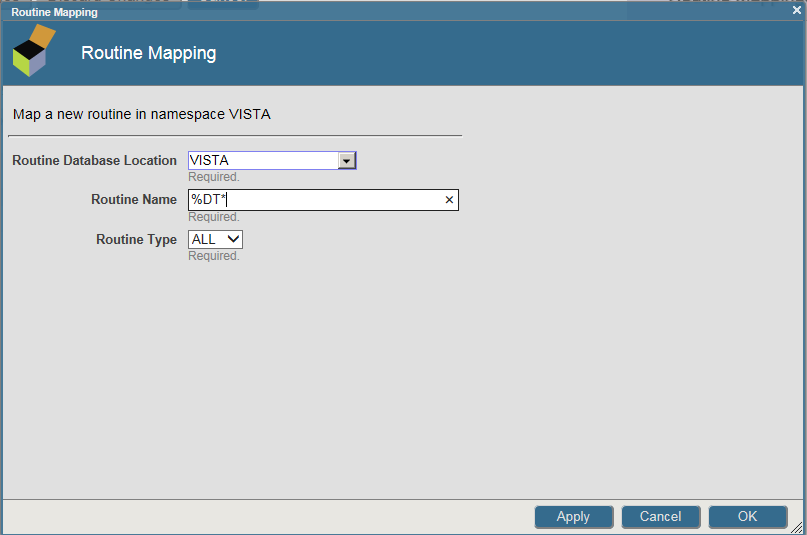 Routine Mapping
Routine Mapping
Map a new routine in namespace VISTA
Routine Database Location VISTA
Required.
Routine Name %DT*
Required.
Routine Type ALL
Required.
Apply Cancel OK